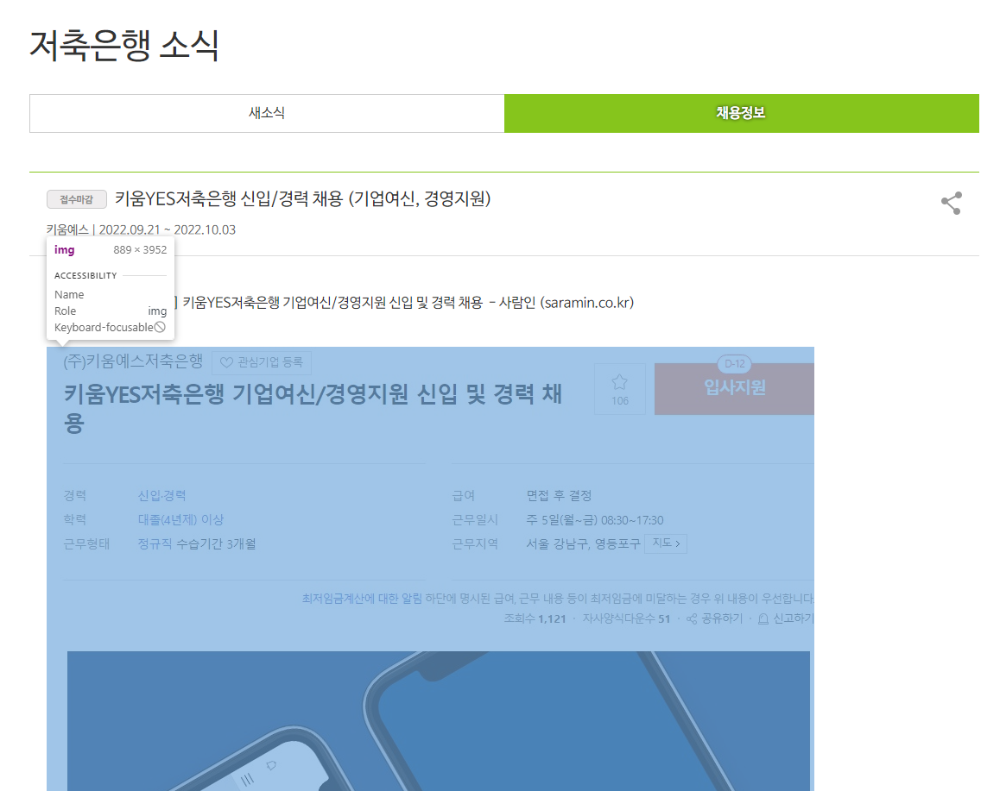 저축은행 소식
새소식
채용정보
접수마감 키움YES저축은행 신입/경력 채용 (기업여신, 경영지원)
키움예스 | 2022.09.21 ~ 2022.10.03
img 889 × 3952
ACCESSIBILITY
Name
Role img
Keyboard-focusable
] 키움YES저축은행 기업여신/경영지원 신입 및 경력 채용 - 사람인 (saramin.co.kr)
(주)키움예스저축은행 관심기업 등록
키움YES저축은행 기업여신/경영지원 신입 및 경력 채
용
106
D-12
입사지원
경력 신입·경력
학력 대졸(4년제) 이상
근무형태 정규직 수습기간 3개월
급여 면접 후 결정
근무일시 주 5일(월~금) 08:30~17:30
근무지역 서울 강남구, 영등포구 지도 >
최저임금계산에 대한 알림 하단에 명시된 급여, 근무 내용 등이 최저임금에 미달하는 경우 위 내용이 우선합니다.
조회수 1,121 · 자사양식다운수 51 · 공유하기 · 신고하기